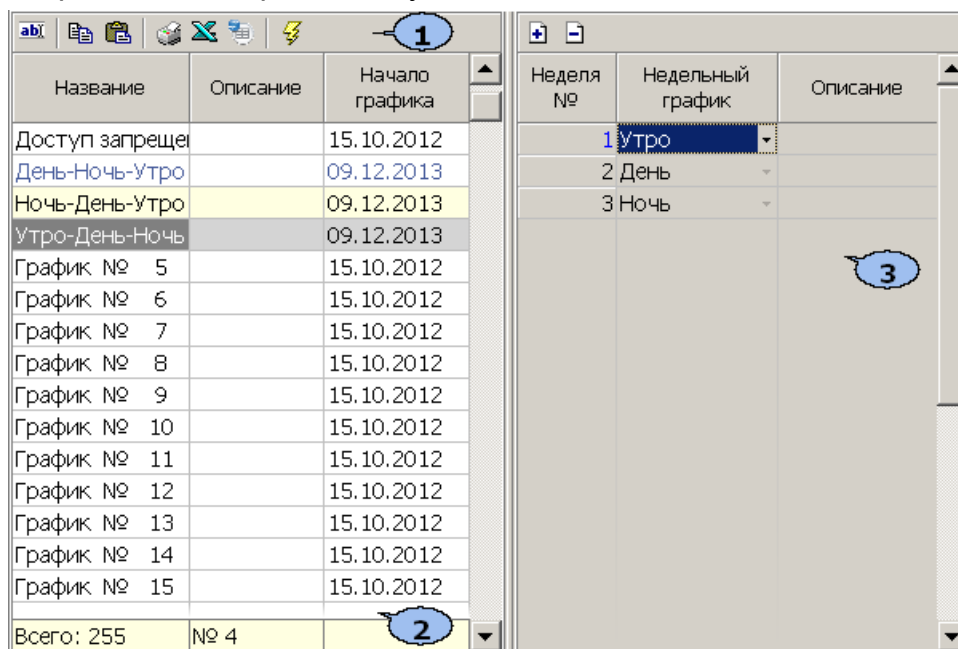 abI
1
Название Описание Начало графика
Доступ запрещен 15.10.2012
День-Ночь-Утро 09.12.2013
Ночь-День-Утро 09.12.2013
Утро-День-Ночь 09.12.2013
График № 5 15.10.2012
График № 6 15.10.2012
График № 7 15.10.2012
График № 8 15.10.2012
График № 9 15.10.2012
График № 10 15.10.2012
График № 11 15.10.2012
График № 12 15.10.2012
График № 13 15.10.2012
График № 14 15.10.2012
График № 15 15.10.2012
2
Всего: 255 № 4
Неделя № Недельный график Описание
1 Утро
2 День
3 Ночь
3